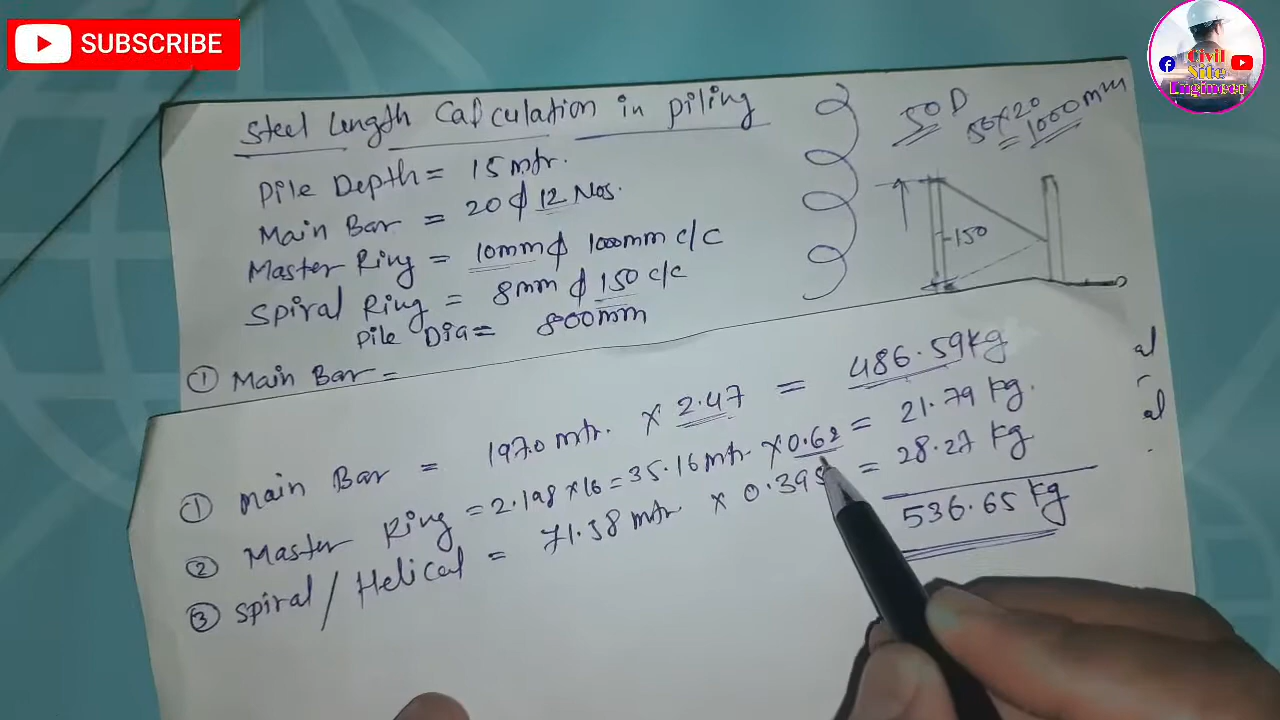 SUBSCRIBE
Civil
Site
Engineer
Steel Length Calculation in piling
Pile Depth = 15 mtr.
Main Bar = 20 ϕ 12 Nos.
Master Ring = 10mm ϕ 1000mm c/c
Spiral Ring = 8mm ϕ 150 c/c
Pile Dia = 800mm
50D
50×20
1000mm
150
① Main Bar =
① Main Bar = 197.0 mtr. × 2.47 = 486.59 kg
② Master Ring = 2.198 × 16 = 35.16 mtr. × 0.62 = 21.79 kg.
③ Spiral / Helical = 71.58 mtr. × 0.395 = 28.27 kg
536.65 kg